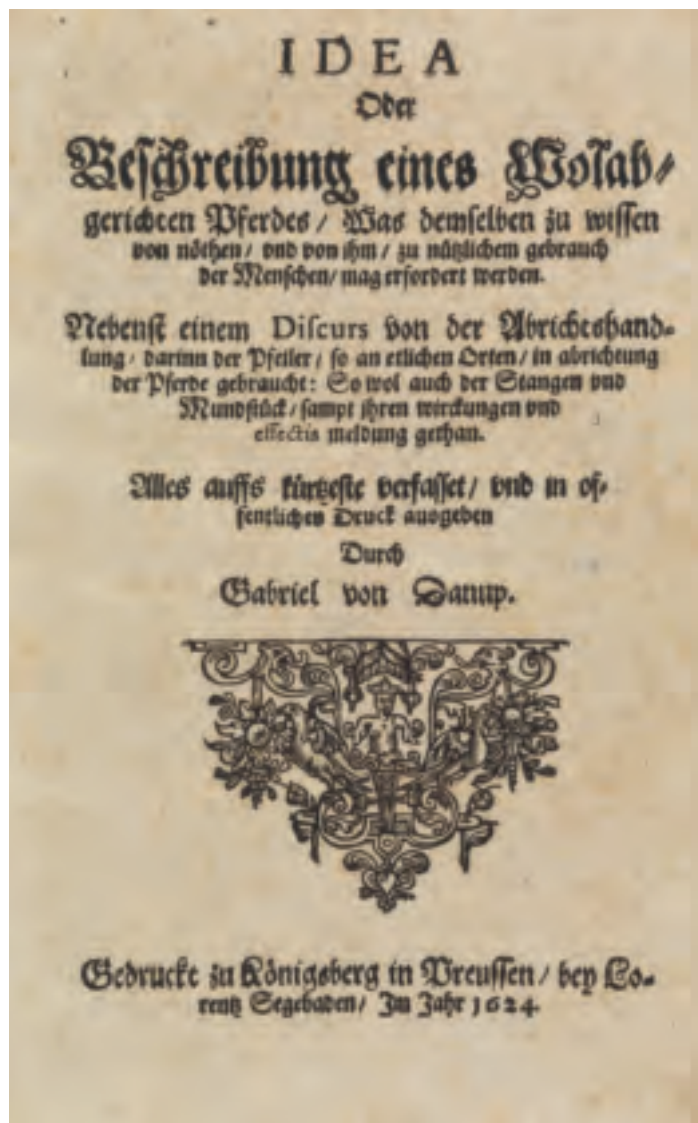 IDEA
Oder
Beschreibung eines Wolab/
gerichten Pferdes / Was demselben zu wissen
von nöthen / vnd von ihm / zu nützlichem gebrauch
der Menschen / mag erfordert werden.
Nebenst einem Discurs von der Abrichtshand-
lung / darinn der Pfeiler / so an etlichen Orten / in abrichtung
der Pferde gebraucht: So wol auch der Stangen vnd
Mundstück / sampt ihren wirckungen vnd
effectis meldung gethan.
Alles auffs kürtzeste verfasset / vnd in of-
fentlichen Druck ausgeben
Durch
Gabriel von Danup.
Gedruckt zu Königsberg in Preussen / bey Lo-
rentz Segebaden / Im Jahr 1624.